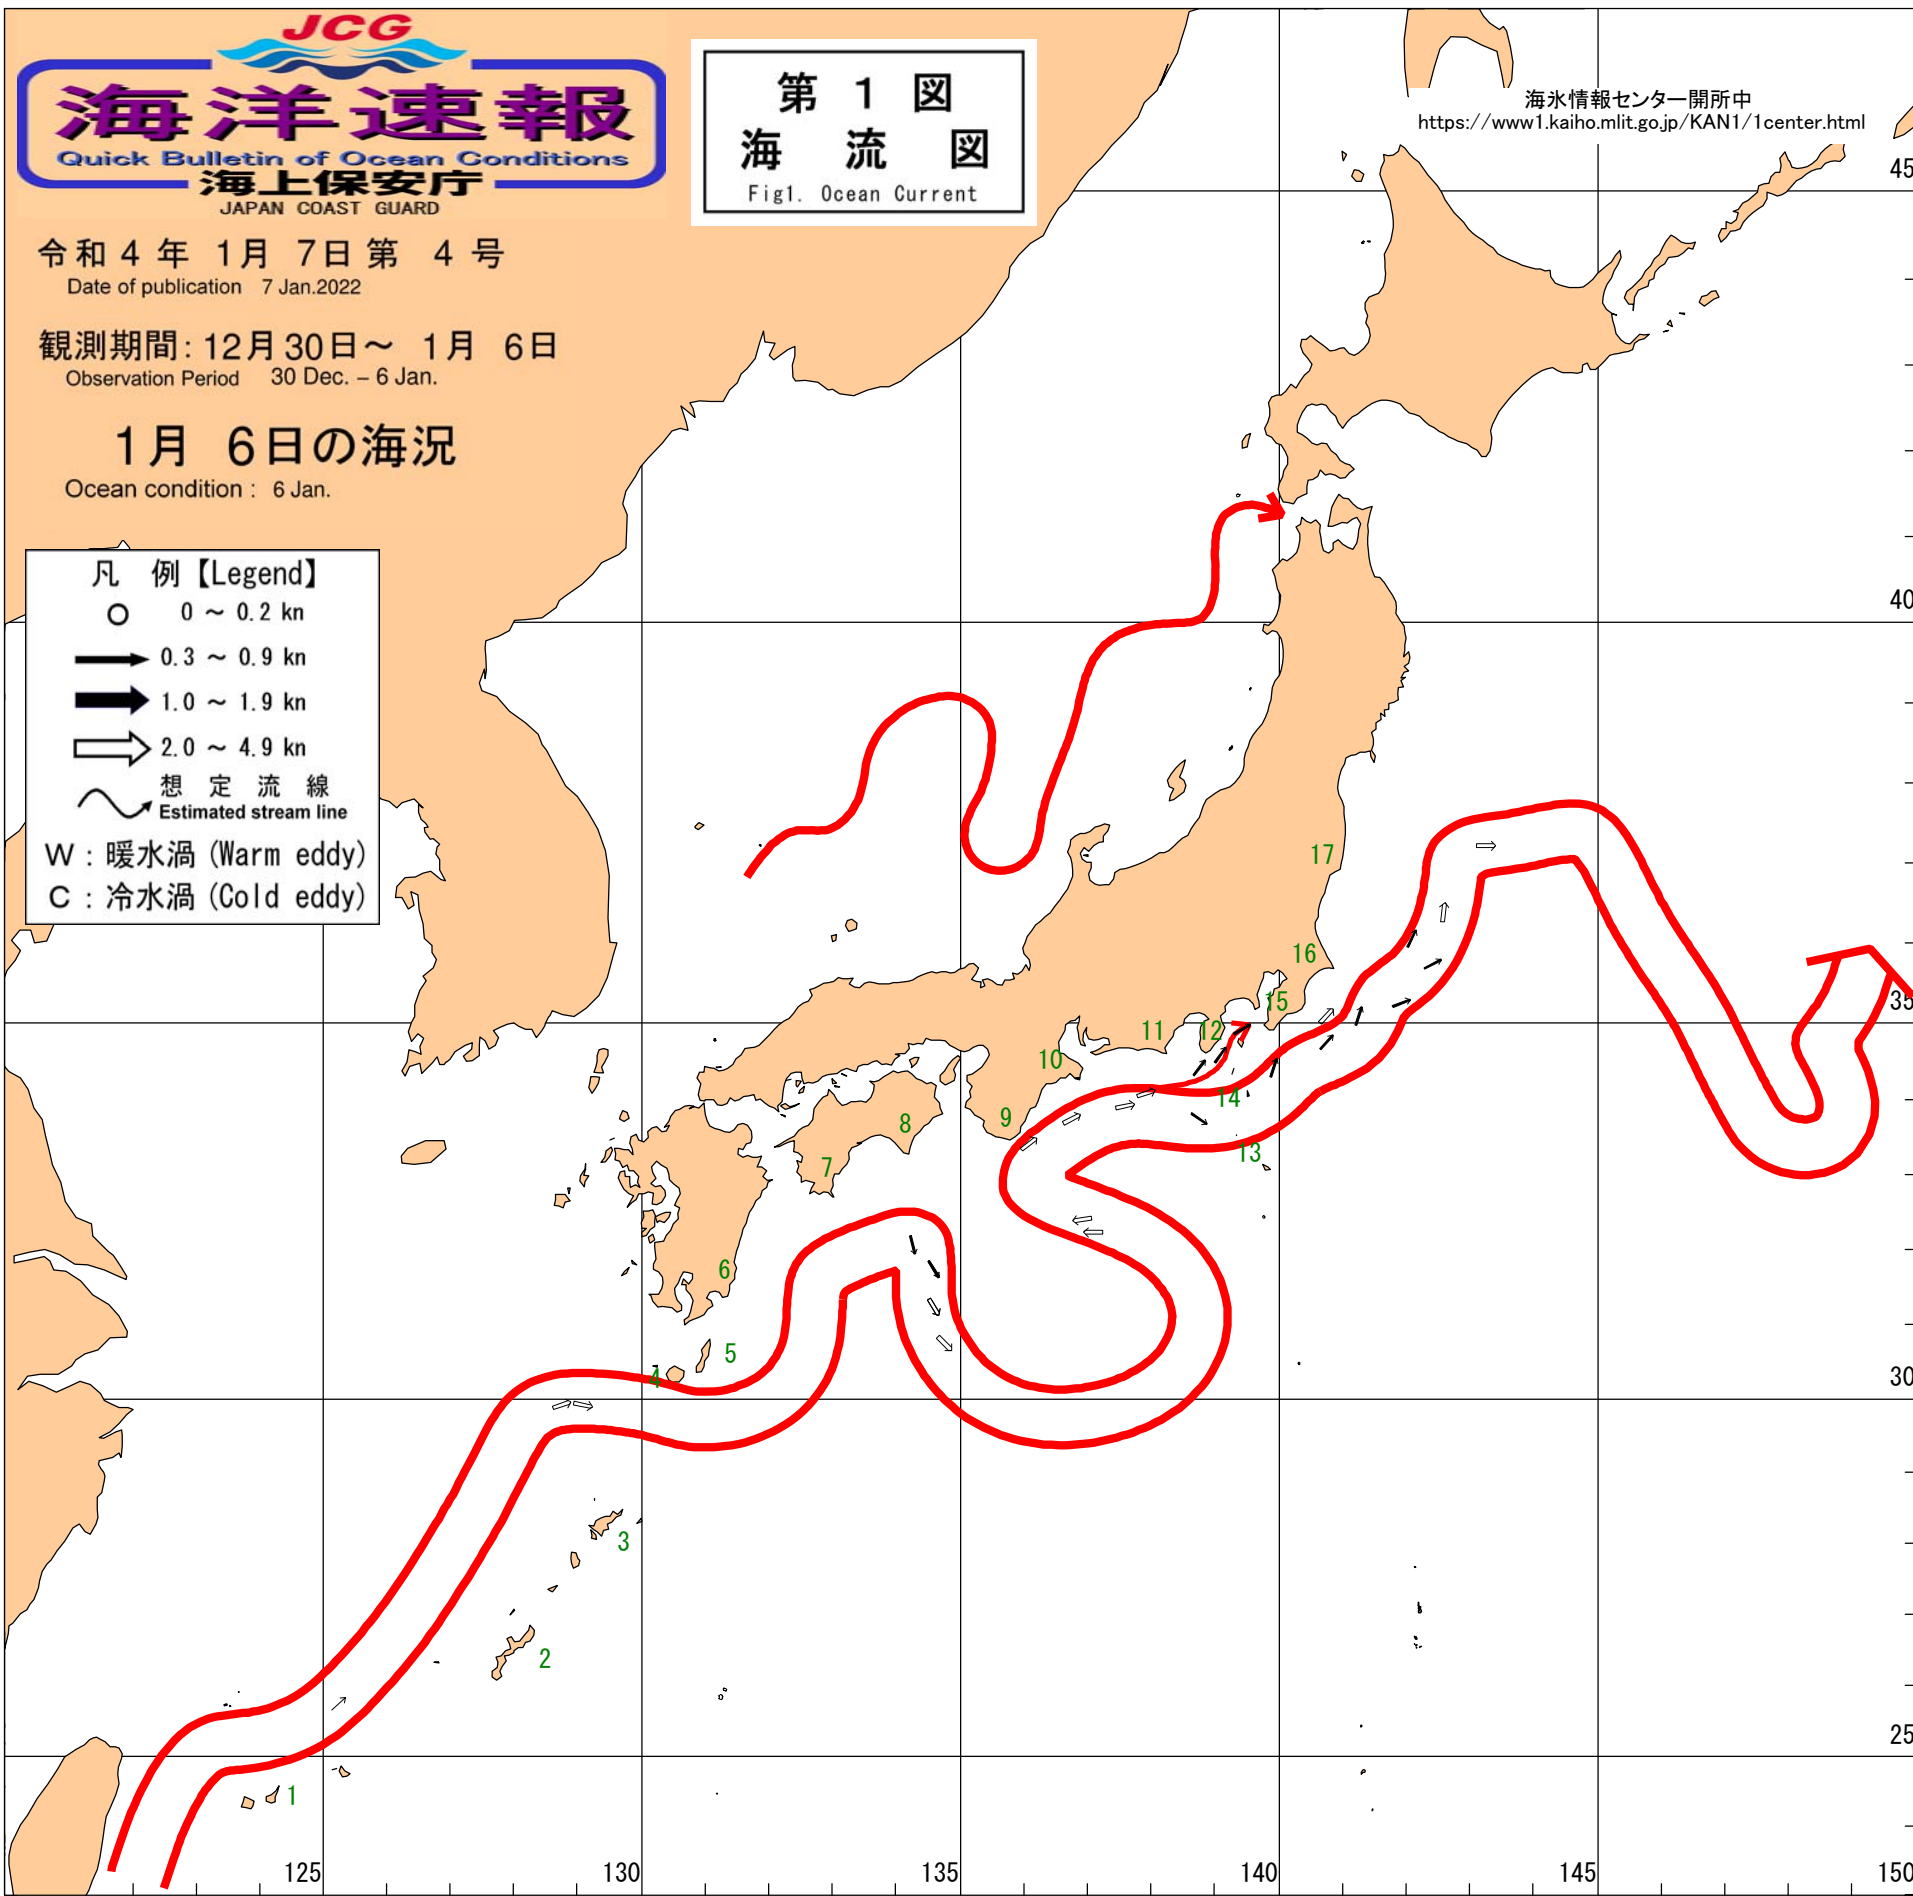 JCG
海洋速報
Quick Bulletin of Ocean Conditions
海上保安庁
JAPAN COAST GUARD
第 1 図
海 流 図
Fig1. Ocean Current
海氷情報センター開所中
https://www1.kaiho.mlit.go.jp/KAN1/1center.html
令和 4 年 1月 7日 第 4 号
Date of publication 7 Jan.2022
観測期間: 12月 30日～ 1月 6日
Observation Period 30 Dec. – 6 Jan.
1月 6日の海況
Ocean condition : 6 Jan.
凡 例【Legend】
0 ～ 0.2 kn
0.3 ～ 0.9 kn
1.0 ～ 1.9 kn
2.0 ～ 4.9 kn
想 定 流 線
Estimated stream line
W : 暖水渦 (Warm eddy)
C : 冷水渦 (Cold eddy)
45
40
17
16
35
15
12
11
10
14
9
8
13
7
6
5
4
30
3
2
25
1
125
130
135
140
145
150